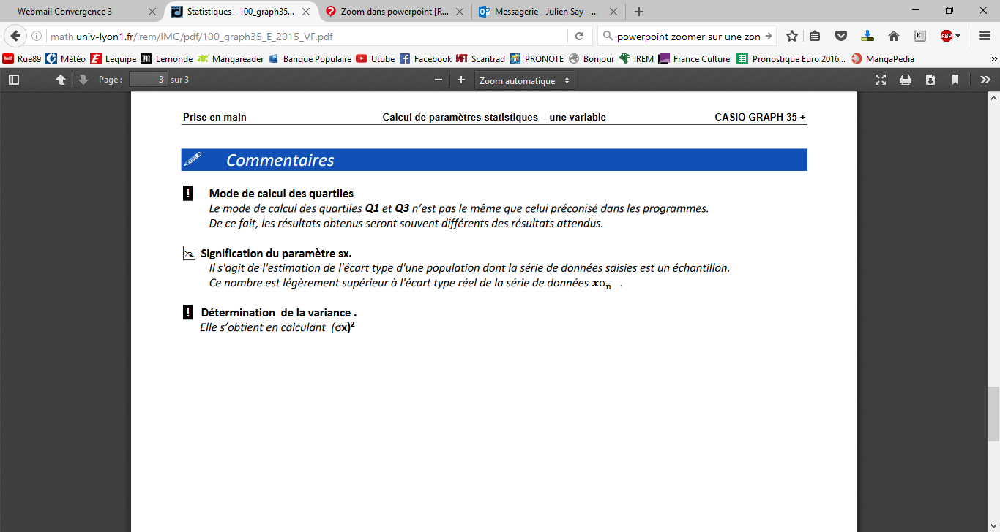 Webmail Convergence 3
Statistiques - 100_graph35...
Zoom dans powerpoint [R...
Messagerie - Julien Say - ...
math.univ-lyon1.fr/irem/IMG/pdf/100_graph35_E_2015_VF.pdf
powerpoint zoomer sur une zon
Rue89 Météo Lequipe Lemonde Mangareader Banque Populaire Utube Facebook Scantrad PRONOTE Bonjour IREM France Culture Pronostique Euro 2016... MangaPedia
Page : 3 sur 3 Zoom automatique
Prise en main Calcul de paramètres statistiques – une variable CASIO GRAPH 35 +
Commentaires
! Mode de calcul des quartiles
Le mode de calcul des quartiles Q1 et Q3 n’est pas le même que celui préconisé dans les programmes.
De ce fait, les résultats obtenus seront souvent différents des résultats attendus.
Signification du paramètre sx.
Il s'agit de l'estimation de l'écart type d'une population dont la série de données saisies est un échantillon.
Ce nombre est légèrement supérieur à l'écart type réel de la série de données xσn .
! Détermination de la variance .
Elle s’obtient en calculant (σx)²